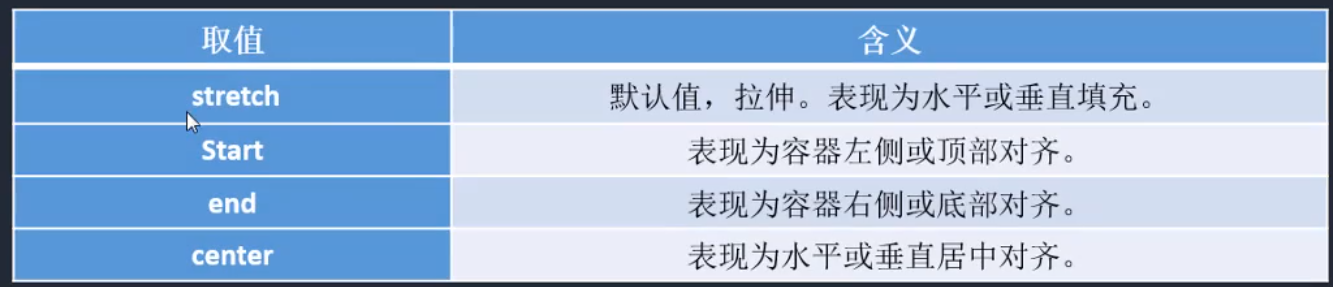 取值 含义
stretch 默认值，拉伸。表现为水平或垂直填充。
Start 表现为容器左侧或顶部对齐。
end 表现为容器右侧或底部对齐。
center 表现为水平或垂直居中对齐。